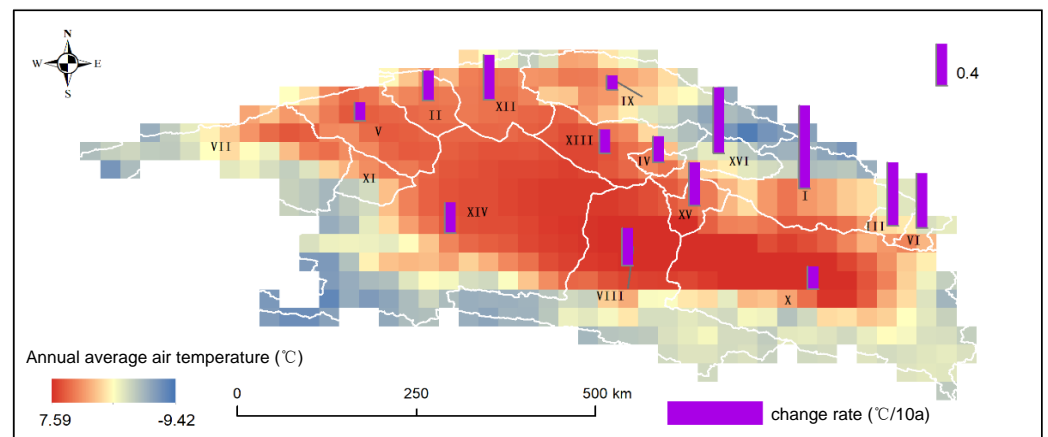 N
W E
S
0.4
IX
XII
II
V
XIII
VII
IV
XVI
XI
I
XIV
XV
III
VI
VIII
X
Annual average air temperature (℃)
7.59 -9.42
0 250 500 km
change rate (℃/10a)